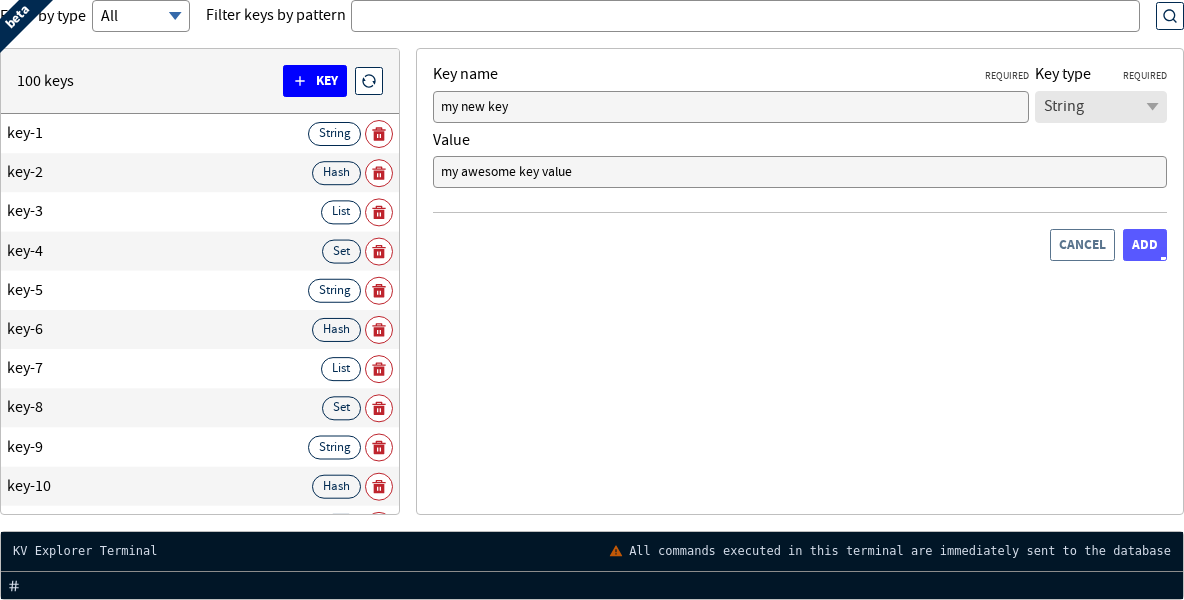 beta
by type All Filter keys by pattern
100 keys + KEY
key-1 String
key-2 Hash
key-3 List
key-4 Set
key-5 String
key-6 Hash
key-7 List
key-8 Set
key-9 String
key-10 Hash
Key name REQUIRED Key type REQUIRED
my new key String
Value
my awesome key value
CANCEL ADD
KV Explorer Terminal All commands executed in this terminal are immediately sent to the database
#